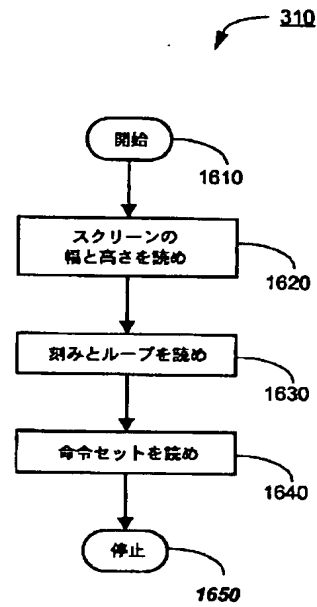 310
開始
1610
スクリーンの
幅と高さを読め
1620
刻みとループを読め
1630
命令セットを読め
1640
停止
1650